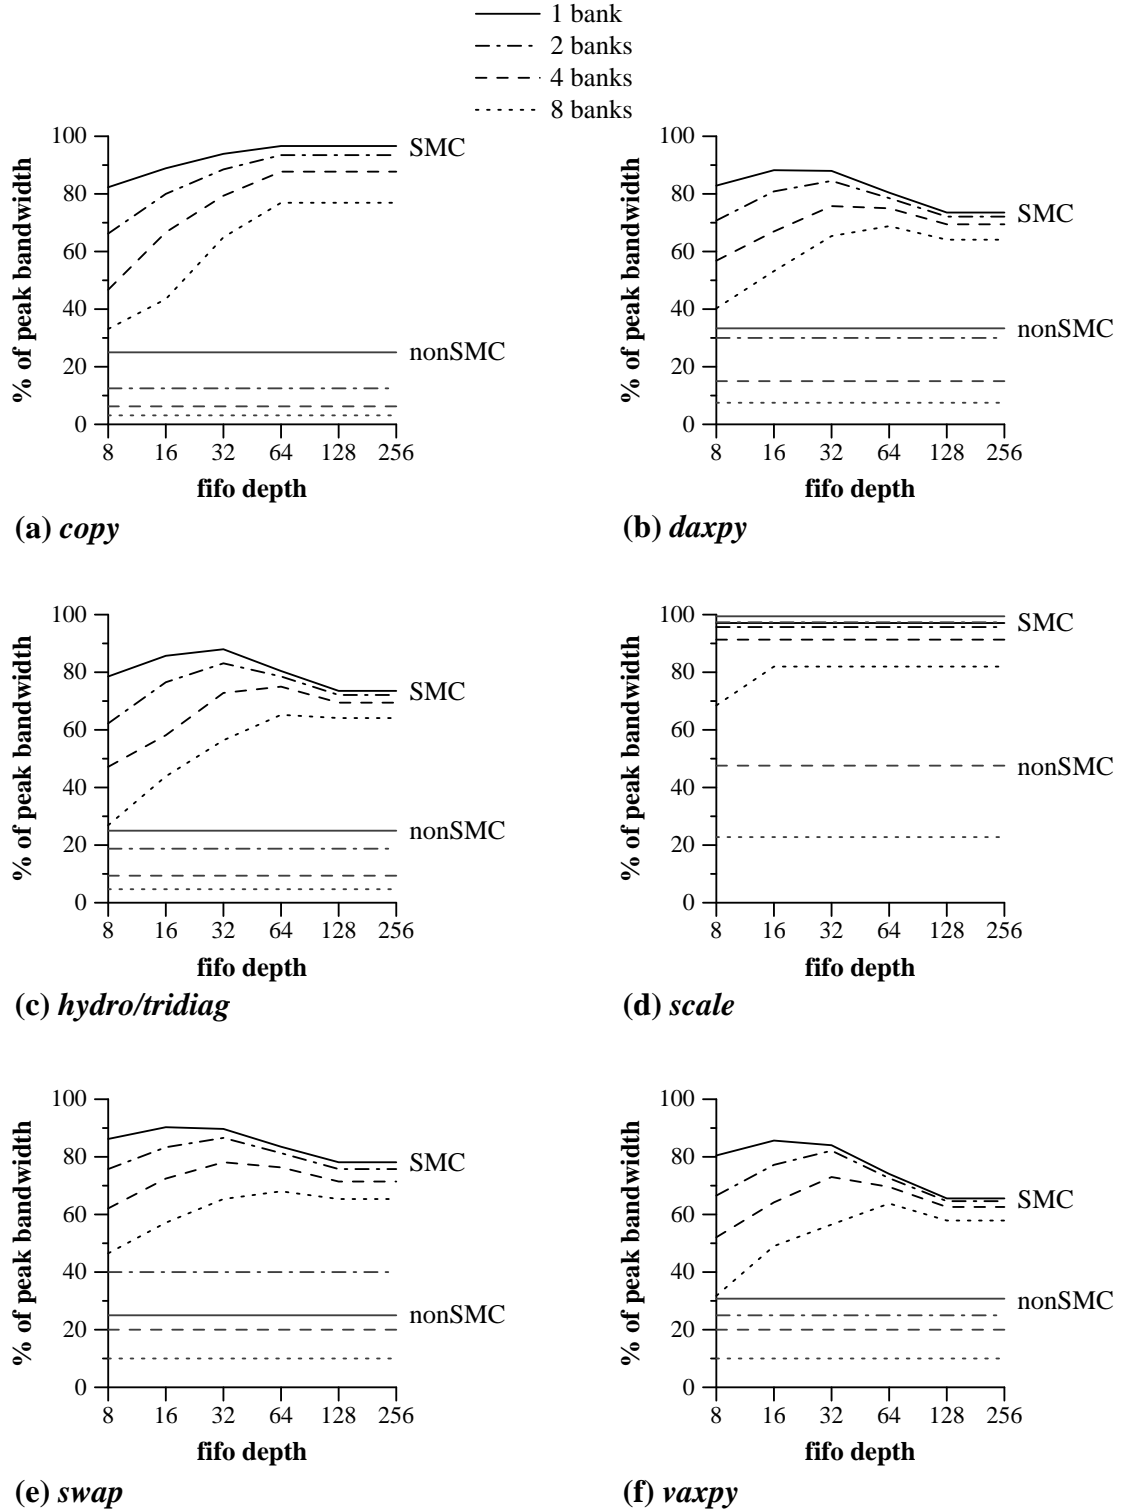 1 bank
2 banks
4 banks
8 banks
100
80
60
40
20
0
% of peak bandwidth
SMC
nonSMC
8 16 32 64 128 256
fifo depth
(a) copy
100
80
60
40
20
0
% of peak bandwidth
SMC
nonSMC
8 16 32 64 128 256
fifo depth
(b) daxpy
100
80
60
40
20
0
% of peak bandwidth
SMC
nonSMC
8 16 32 64 128 256
fifo depth
(c) hydro/tridiag
100
80
60
40
20
0
% of peak bandwidth
SMC
nonSMC
8 16 32 64 128 256
fifo depth
(d) scale
100
80
60
40
20
0
% of peak bandwidth
SMC
nonSMC
8 16 32 64 128 256
fifo depth
(e) swap
100
80
60
40
20
0
% of peak bandwidth
SMC
nonSMC
8 16 32 64 128 256
fifo depth
(f) vaxpy